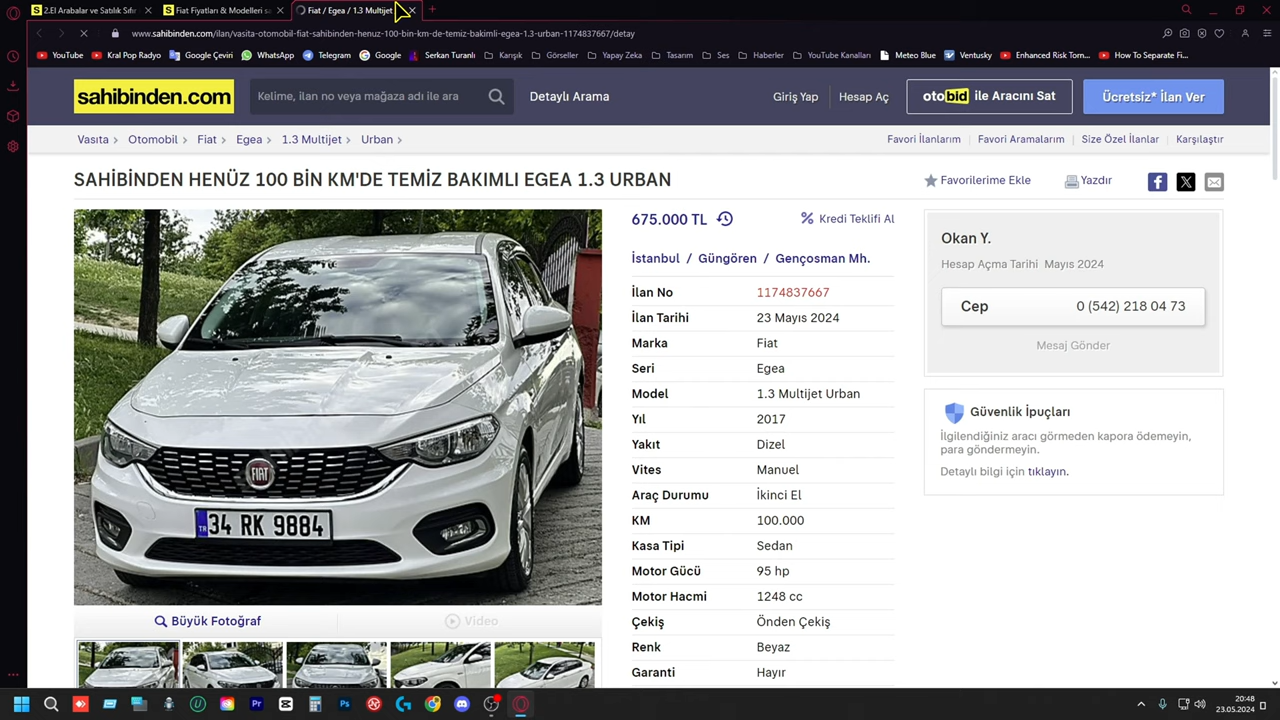 2.El Arabalar ve Satılık Sıfır
Fiat Fiyatları & Modelleri sa
Fiat / Egea / 1.3 Multijet
www.sahibinden.com/ilan/vasita-otomobil-fiat-sahibinden-henuz-100-bin-km-de-temiz-bakimli-egea-1.3-urban-1174837667/detay
YouTube Kral Pop Radyo Google Çeviri WhatsApp Telegram Google Serkan Turanlı Karışık Görseller Yapay Zeka Tasarım Ses Haberler YouTube Kanalları Meteo Blue Ventusky Enhanced Risk Tom... How To Separate Fi...
sahibinden.com
Kelime, ilan no veya mağaza adı ile ara
Detaylı Arama
Giriş Yap
Hesap Aç
otobid ile Aracını Sat
Ücretsiz* İlan Ver
Vasıta > Otomobil > Fiat > Egea > 1.3 Multijet > Urban >
Favori İlanlarım
Favori Aramalarım
Size Özel İlanlar
Karşılaştır
SAHİBİNDEN HENÜZ 100 BİN KM'DE TEMİZ BAKIMLI EGEA 1.3 URBAN
Favorilerime Ekle
Yazdır
675.000 TL
% Kredi Teklifi Al
İstanbul / Güngören / Gençosman Mh.
İlan No 1174837667
İlan Tarihi 23 Mayıs 2024
Marka Fiat
Seri Egea
Model 1.3 Multijet Urban
Yıl 2017
Yakıt Dizel
Vites Manuel
Araç Durumu İkinci El
KM 100.000
Kasa Tipi Sedan
Motor Gücü 95 hp
Motor Hacmi 1248 cc
Çekiş Önden Çekiş
Renk Beyaz
Garanti Hayır
Okan Y.
Hesap Açma Tarihi Mayıs 2024
Cep 0 (542) 218 04 73
Mesaj Gönder
Güvenlik İpuçları
İlgilendiğiniz aracı görmeden kapora ödemeyin,
para göndermeyin.
Detaylı bilgi için tıklayın.
FIAT
TR 34 RK 9884
Büyük Fotoğraf
Video
20:48
23.05.2024